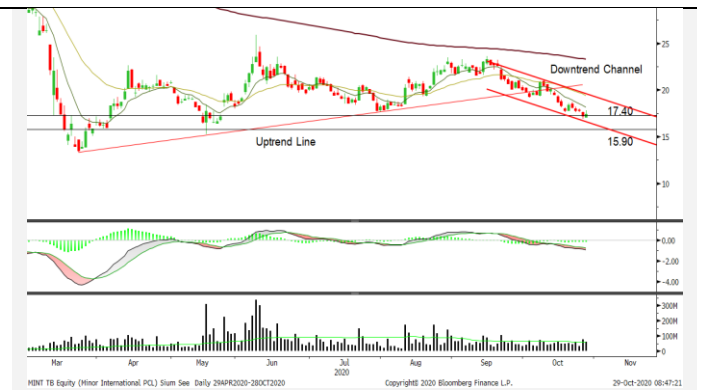 25
Downtrend Channel
20
17.40
Uptrend Line
15.90
15
10
0.00
-2.00
-4.00
300M
200M
100M
0
Mar Apr May Jun Jul Aug Sep Oct Nov
2020
MINT TB Equity (Minor International PCL) Sium See Daily 29APR2020-28OCT2020 Copyright© 2020 Bloomberg Finance L.P. 29-Oct-2020 08:47:21